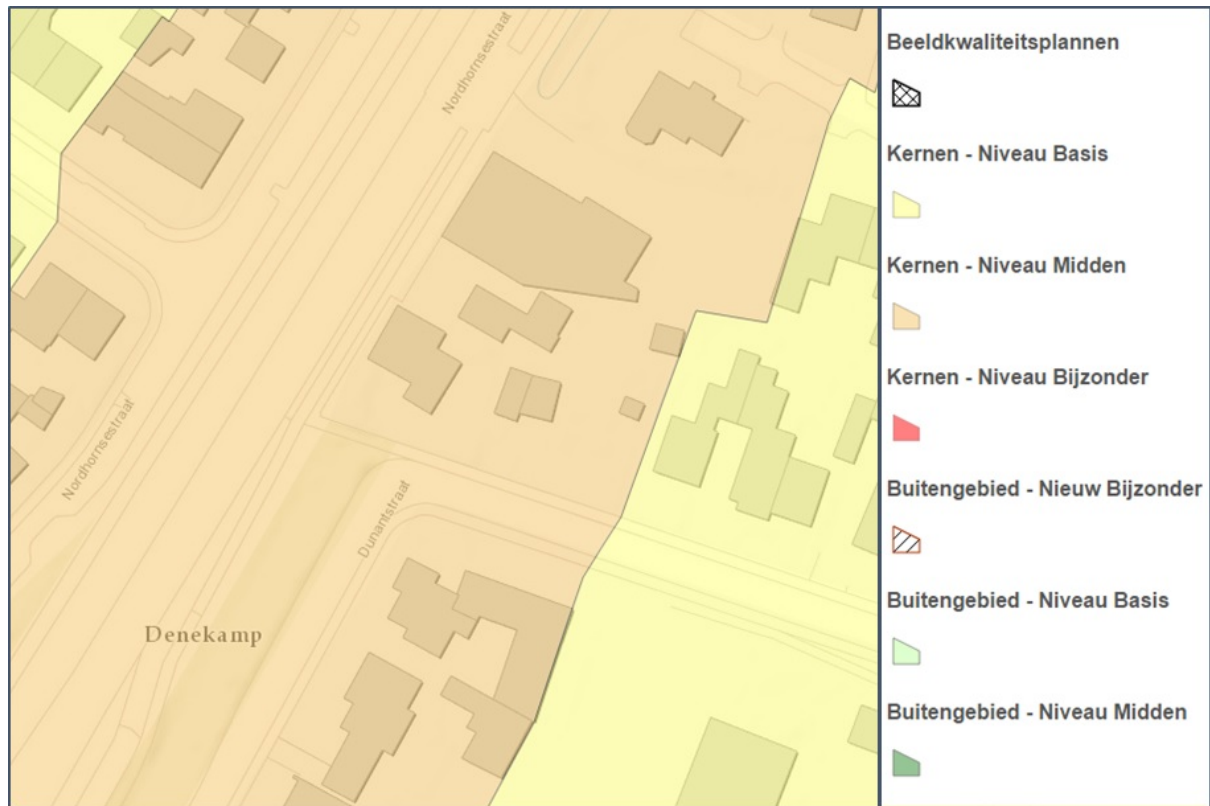 Nordhornsestraat
Nordhornsestraat
Dunantstraat
Denekamp
Beeldkwaliteitsplannen
Kernen - Niveau Basis
Kernen - Niveau Midden
Kernen - Niveau Bijzonder
Buitengebied - Nieuw Bijzonder
Buitengebied - Niveau Basis
Buitengebied - Niveau Midden